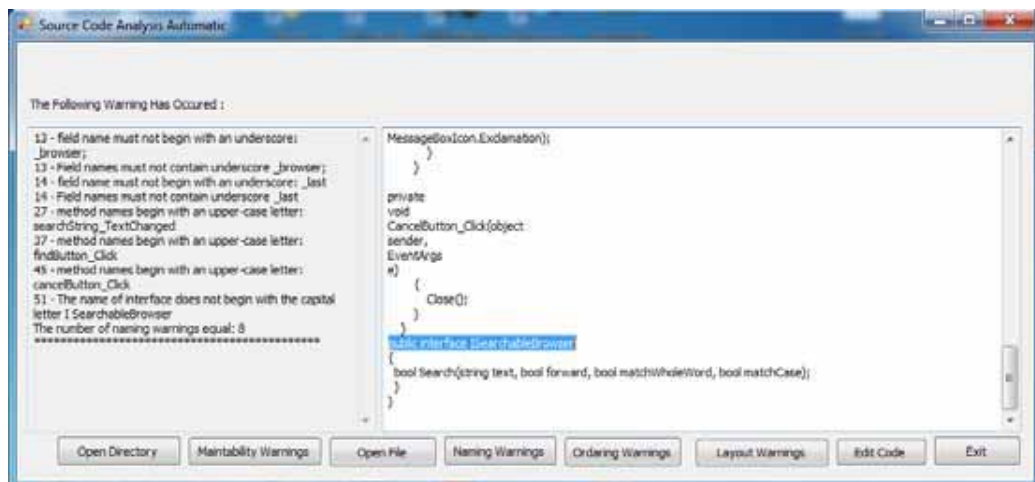 Source Code Analysis Automatic
The Following Warning Has Occured :
13 - field name must not begin with an underscore:
_browser;
13 - Field names must not contain underscore _browser;
14 - field name must not begin with an underscore: _last
14 - Field names must not contain underscore _last
27 - method names begin with an upper-case letter:
searchString_TextChanged
37 - method names begin with an upper-case letter:
findButton_Click
45 - method names begin with an upper-case letter:
cancelButton_Click
51 - The name of interface does not begin with the capital
letter I SearchableBrowser
The number of naming warnings equal: 8
**************************************************
MessageBoxIcon.Exclamation);
}
}
private
void
CancelButton_Click(object
sender,
EventArgs
e)
{
Close();
}
}
public interface ISearchableBrowser
{
bool Search(string text, bool forward, bool matchWholeWord, bool matchCase);
}
}
Open Directory
Maintability Warnings
Open File
Naming Warnings
Ordaring Warnings
Layout Warnings
Edit Code
Exit